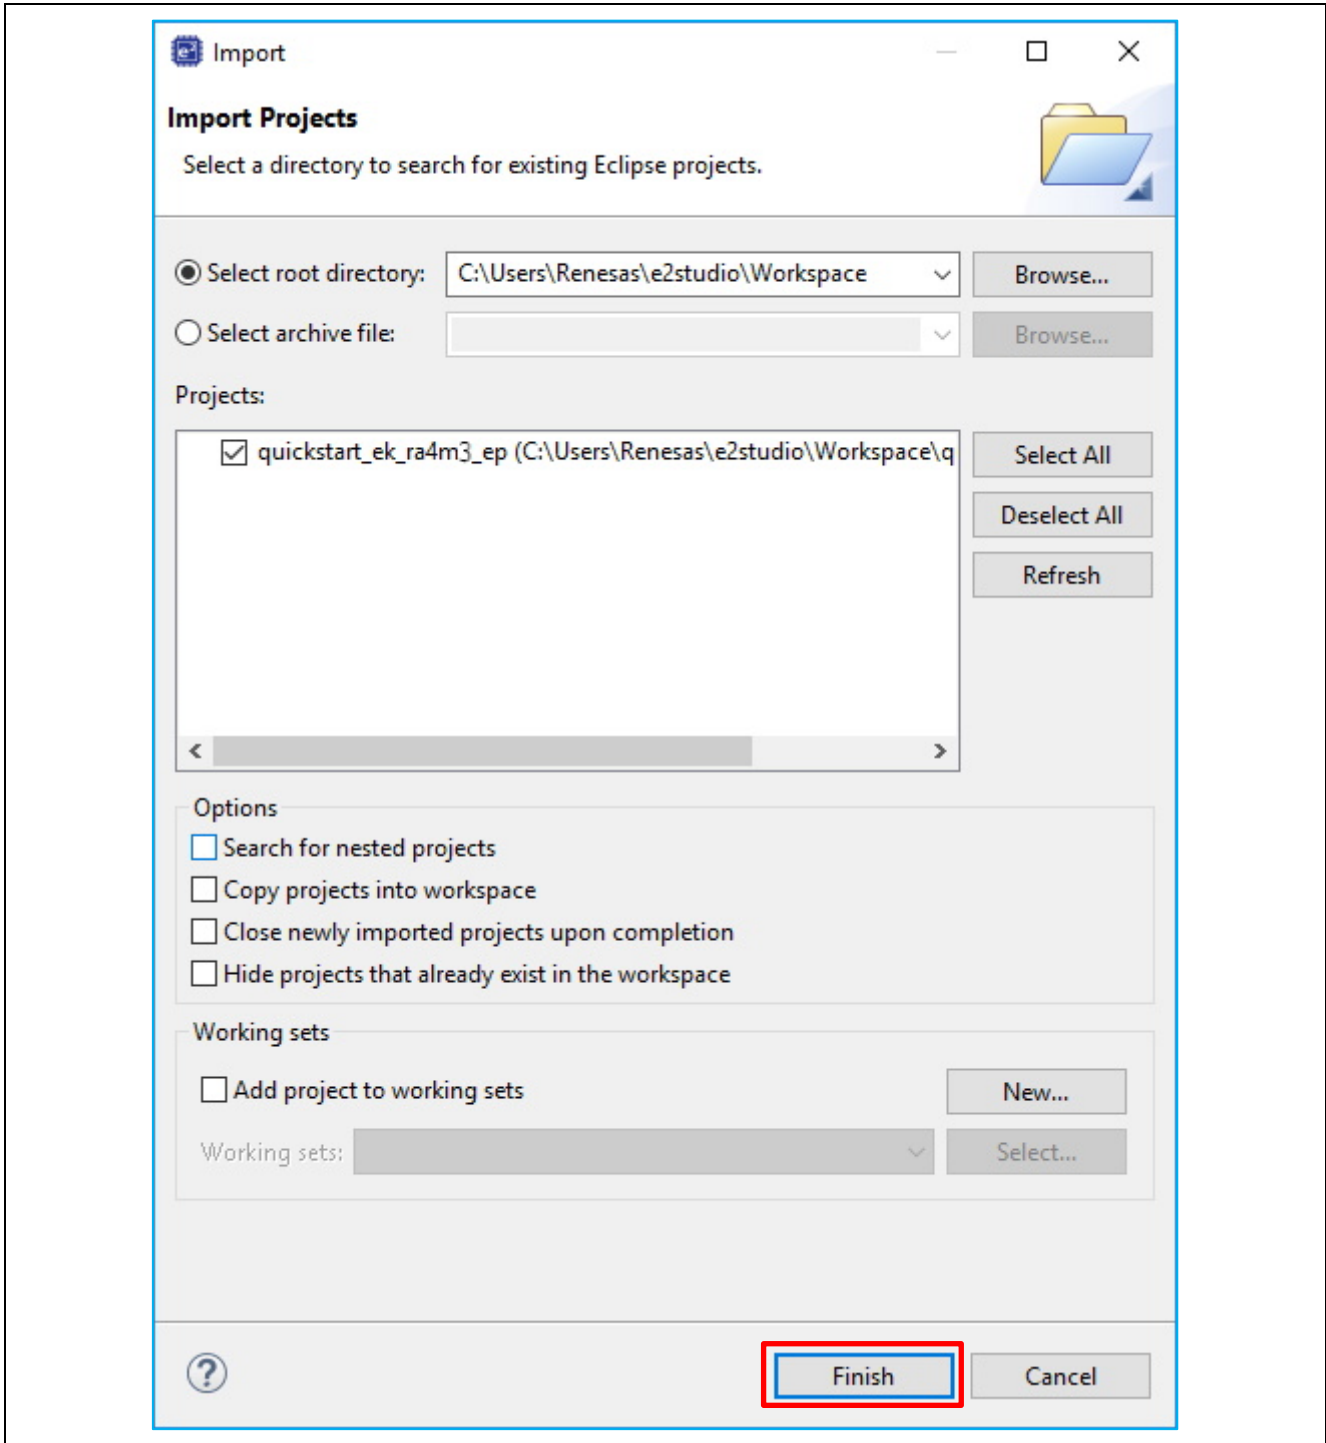 Import
Import Projects
Select a directory to search for existing Eclipse projects.
Select root directory: C:\Users\Renesas\e2studio\Workspace Browse...
Select archive file: Browse...
Projects:
quickstart_ek_ra4m3_ep (C:\Users\Renesas\e2studio\Workspace\q
Select All
Deselect All
Refresh
Options
Search for nested projects
Copy projects into workspace
Close newly imported projects upon completion
Hide projects that already exist in the workspace
Working sets
Add project to working sets New...
Working sets: Select...
? Finish Cancel